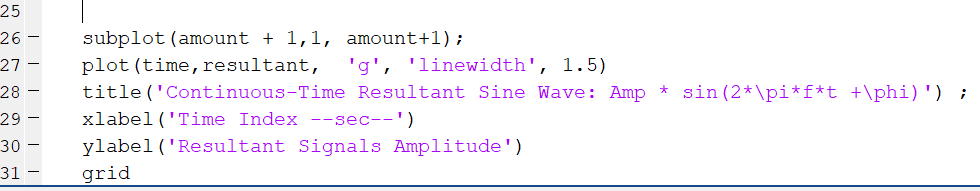 25
26 – subplot(amount + 1,1, amount+1);
27 – plot(time,resultant,  'g', 'linewidth', 1.5)
28 – title('Continuous-Time Resultant Sine Wave: Amp * sin(2*\pi*f*t +\phi)') ;
29 – xlabel('Time Index --sec--')
30 – ylabel('Resultant Signals Amplitude')
31 – grid